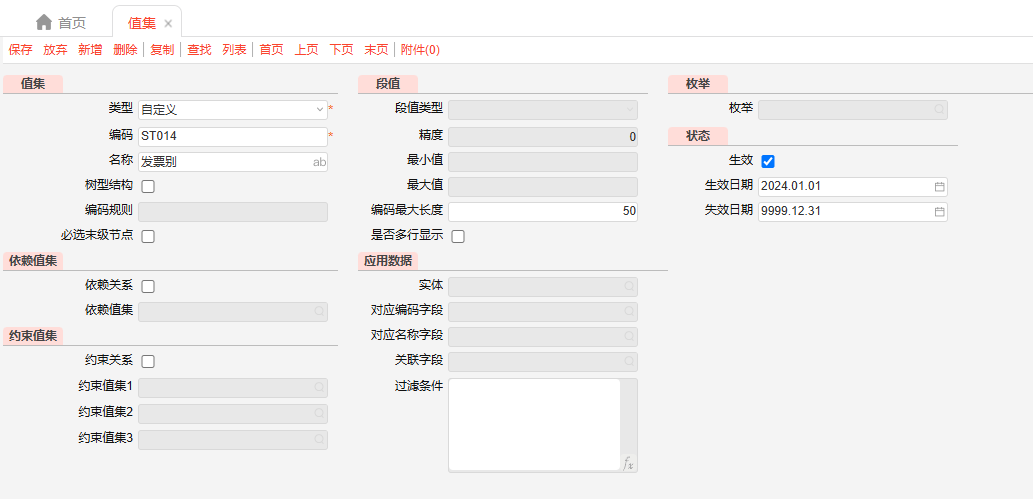 首页
值集 ×
保存 放弃 新增 删除 复制 查找 列表 首页 上页 下页 末页 附件(0)
值集
类型 自定义 *
编码 ST014 *
名称 发票别 ab
树型结构
编码规则
必选末级节点
依赖值集
依赖关系
依赖值集
约束值集
约束关系
约束值集1
约束值集2
约束值集3
段值
段值类型
精度 0
最小值
最大值
编码最大长度 50
是否多行显示
应用数据
实体
对应编码字段
对应名称字段
关联字段
过滤条件
fx
枚举
枚举
状态
生效
生效日期 2024.01.01
失效日期 9999.12.31